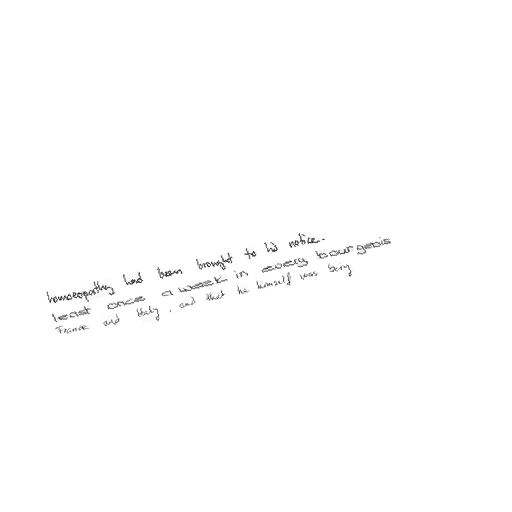 homoeopathy had been brought to his notice.
least once a week in every bourgeois
France and Italy, and that he himself was very